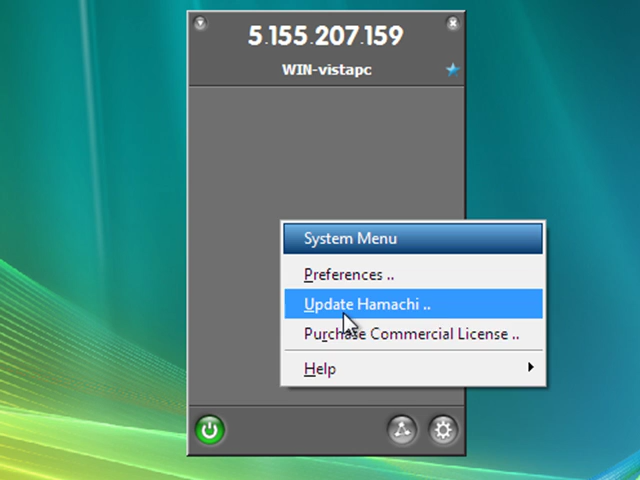 5.155.207.159
WIN-vistapc
System Menu
Preferences ..
Update Hamachi ..
Purchase Commercial License ..
Help